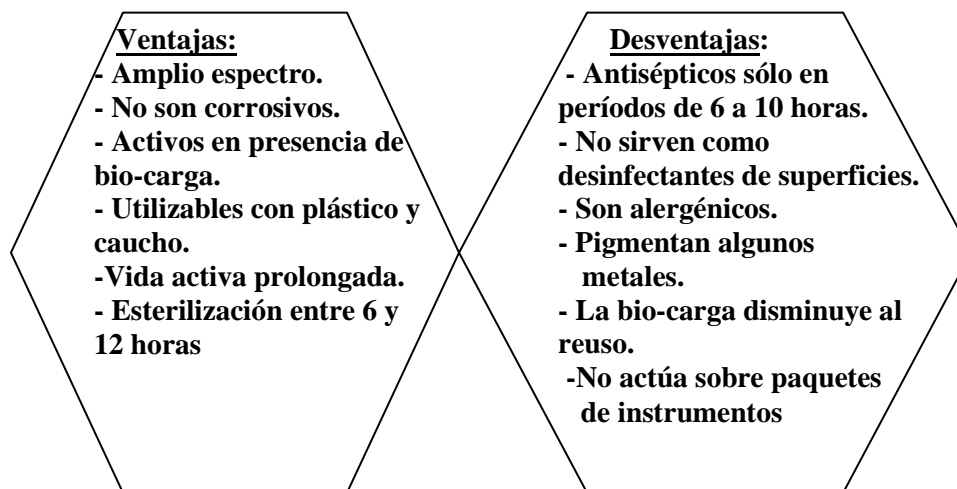 Ventajas:
- Amplio espectro.
- No son corrosivos.
- Activos en presencia de
bio-carga.
- Utilizables con plástico y
caucho.
-Vida activa prolongada.
- Esterilización entre 6 y
12 horas
Desventajas:
- Antisépticos sólo en
períodos de 6 a 10 horas.
- No sirven como
desinfectantes de superficies.
- Son alergénicos.
- Pigmentan algunos
metales.
- La bio-carga disminuye al
reuso.
-No actúa sobre paquetes
de instrumentos